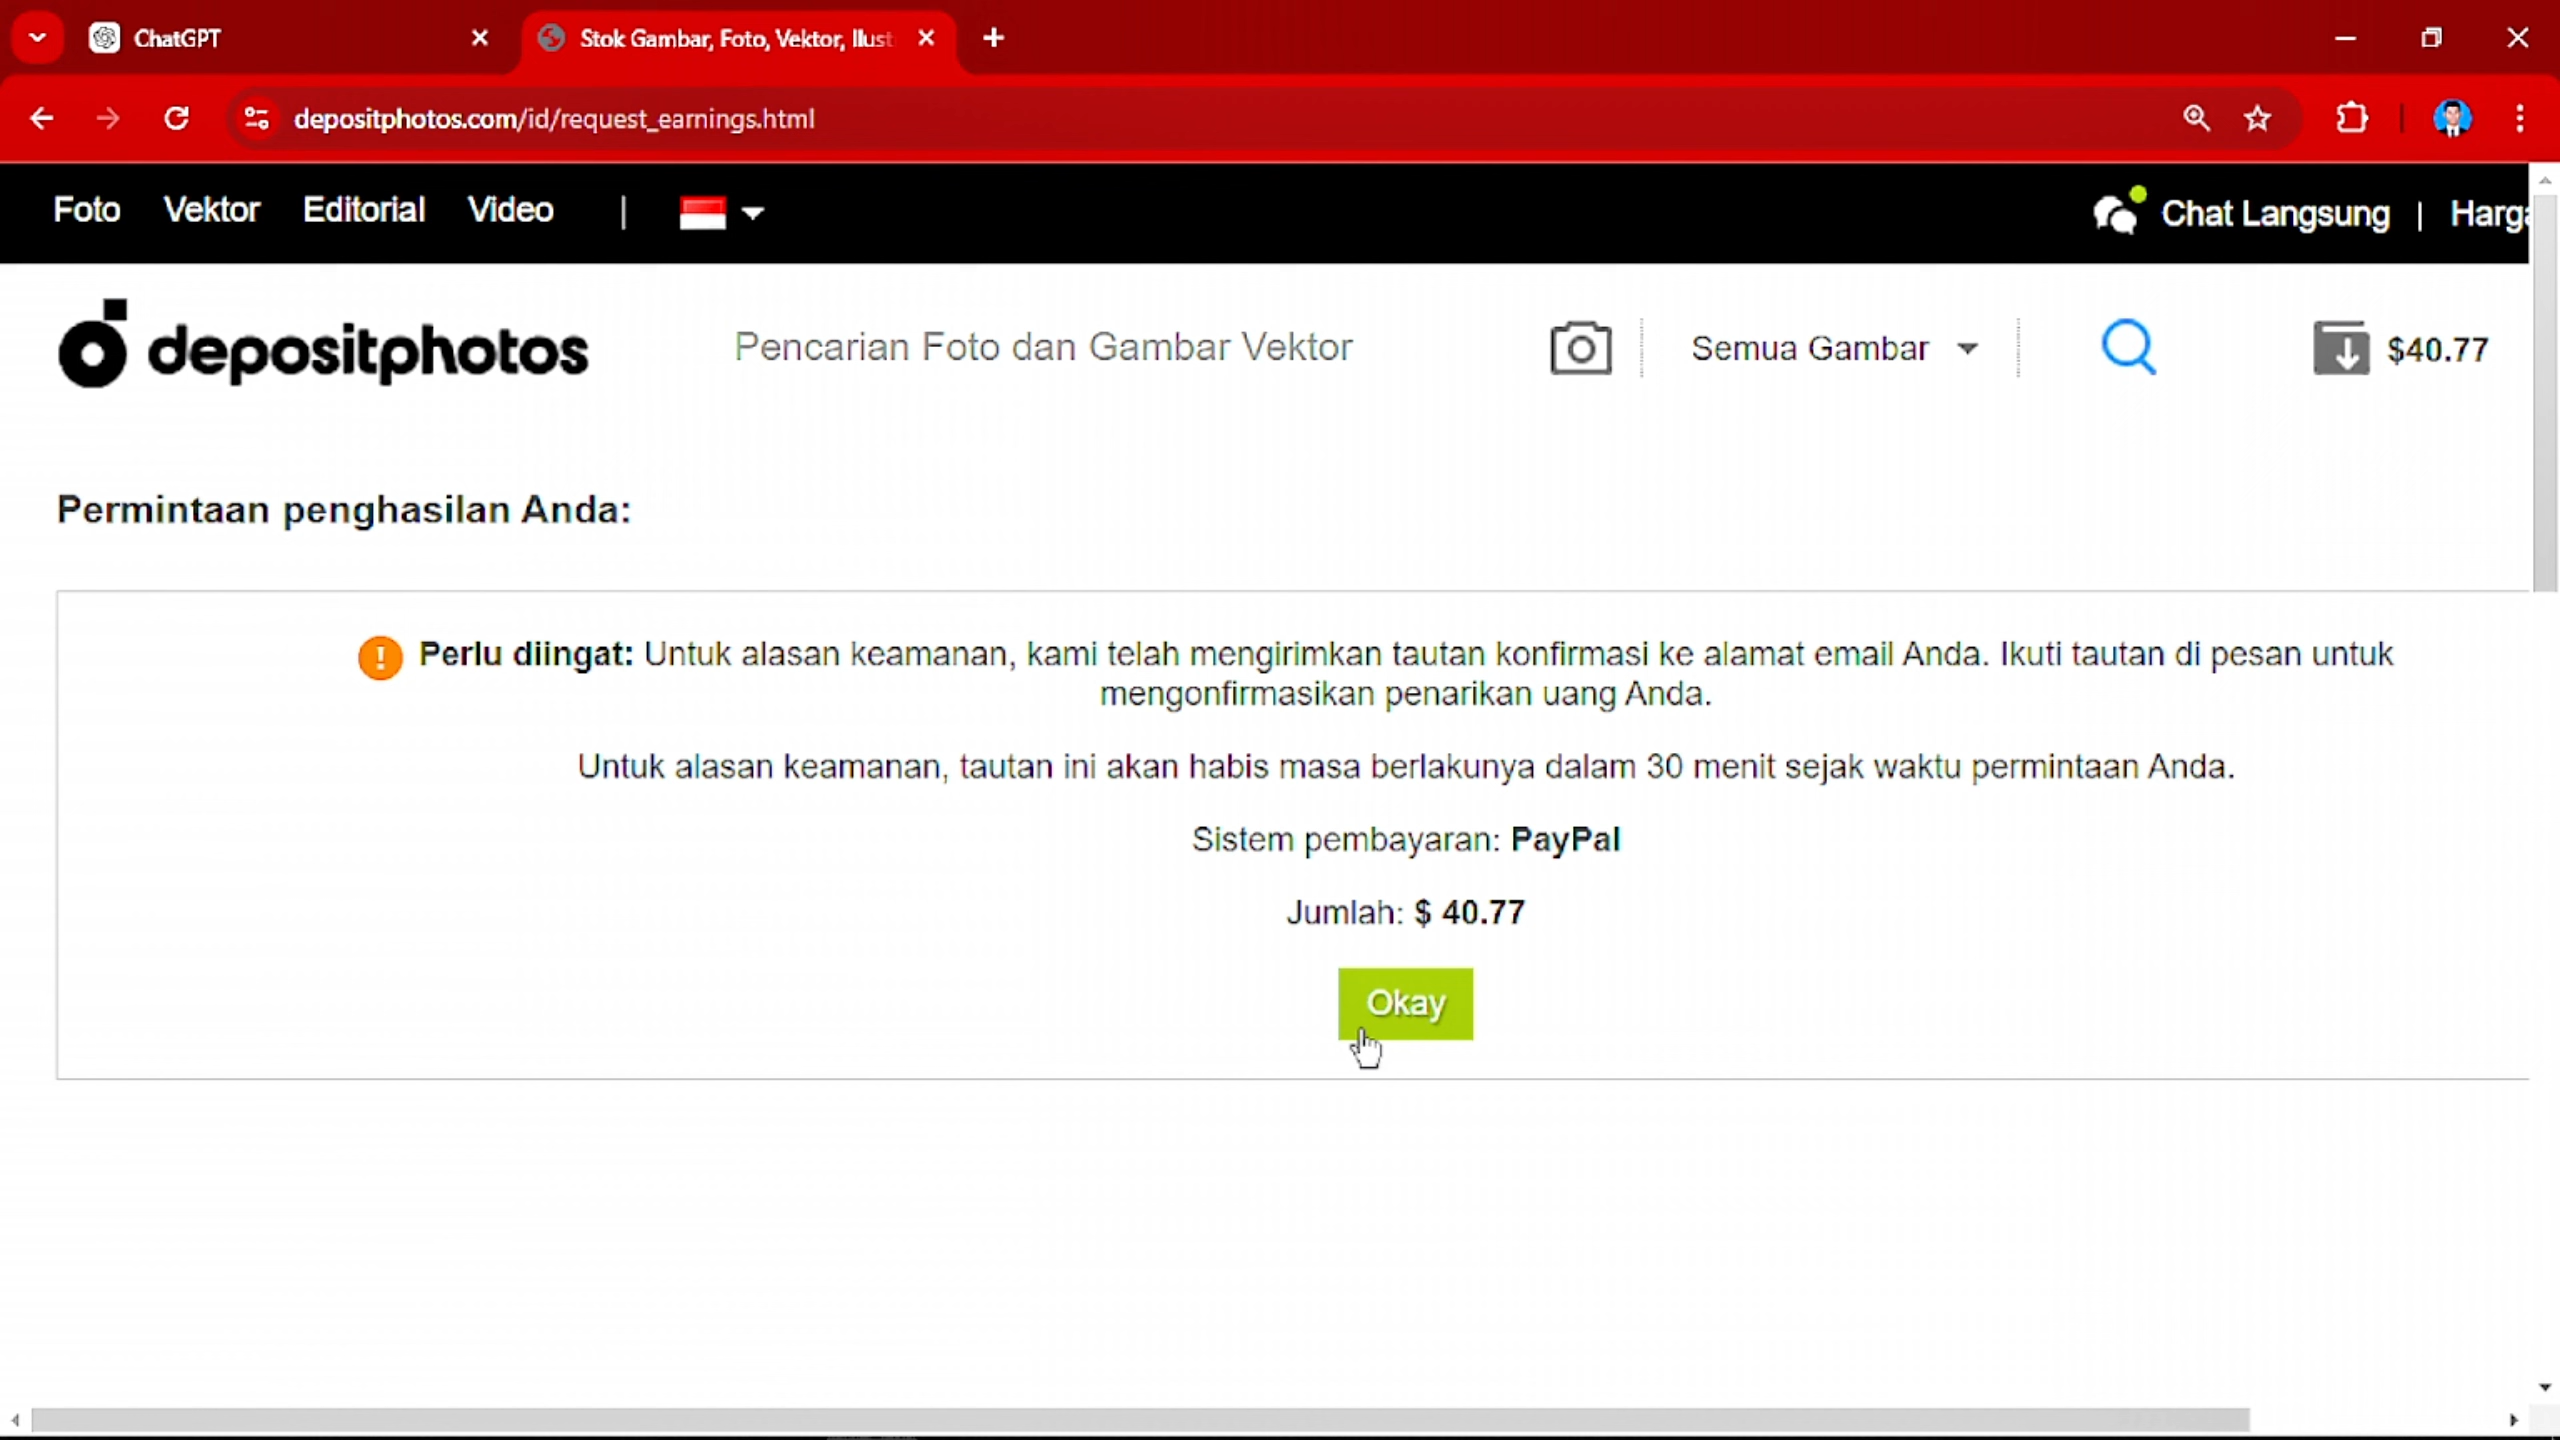 ChatGPT
Stok Gambar, Foto, Vektor, Ilust
depositphotos.com/id/request_earnings.html
Foto Vektor Editorial Video | Chat Langsung | Harga
depositphotos Pencarian Foto dan Gambar Vektor Semua Gambar $40.77
Permintaan penghasilan Anda:
Perlu diingat: Untuk alasan keamanan, kami telah mengirimkan tautan konfirmasi ke alamat email Anda. Ikuti tautan di pesan untuk
mengonfirmasikan penarikan uang Anda.
Untuk alasan keamanan, tautan ini akan habis masa berlakunya dalam 30 menit sejak waktu permintaan Anda.
Sistem pembayaran: PayPal
Jumlah: $ 40.77
Okay